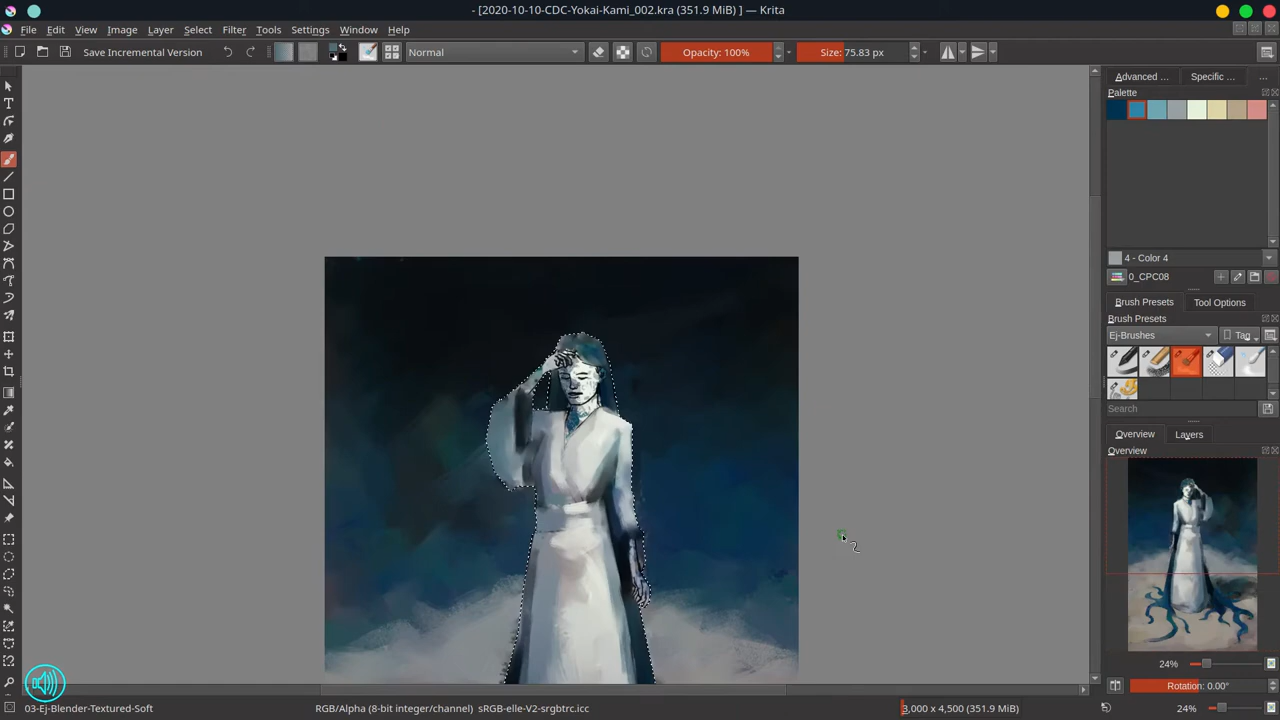 - [2020-10-10-CDC-Yokai-Kami_002.kra (351.9 MiB) ] — Krita
File Edit View Image Layer Select Filter Tools Settings Window Help
Save Incremental Version Normal Opacity: 100% Size: 75.83 px
Advanced ... Specific ... ...
Palette
4 - Color 4
0_CPC08
Brush Presets Tool Options
Brush Presets
Ej-Brushes Tag
Search
Overview Layers
Overview
24%
Rotation: 0.00°
03-Ej-Blender-Textured-Soft RGB/Alpha (8-bit integer/channel) sRGB-elle-V2-srgbtrc.icc 3,000 x 4,500 (351.9 MiB) 24%